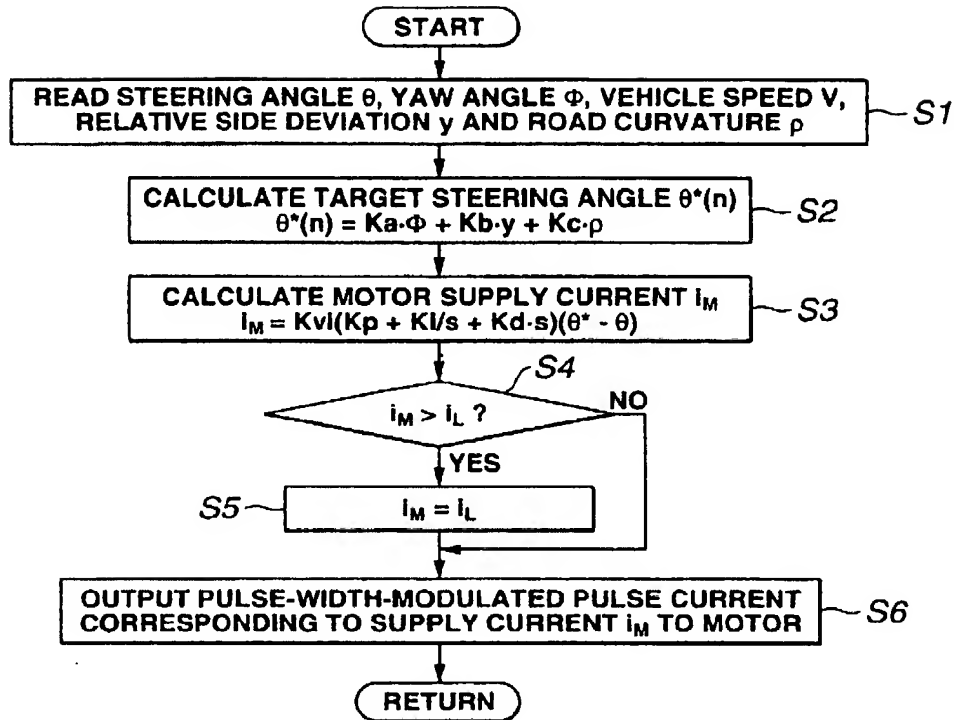 START
READ STEERING ANGLE θ, YAW ANGLE Φ, VEHICLE SPEED V,
RELATIVE SIDE DEVIATION y AND ROAD CURVATURE ρ
S1
CALCULATE TARGET STEERING ANGLE θ*(n)
θ*(n) = Ka·Φ + Kb·y + Kc·ρ
S2
CALCULATE MOTOR SUPPLY CURRENT iM
iM = Kvi(Kp + Ki/s + Kd·s)(θ* - θ)
S3
S4
iM > iL ?
NO
YES
S5
iM = iL
OUTPUT PULSE-WIDTH-MODULATED PULSE CURRENT
CORRESPONDING TO SUPPLY CURRENT iM TO MOTOR
S6
RETURN